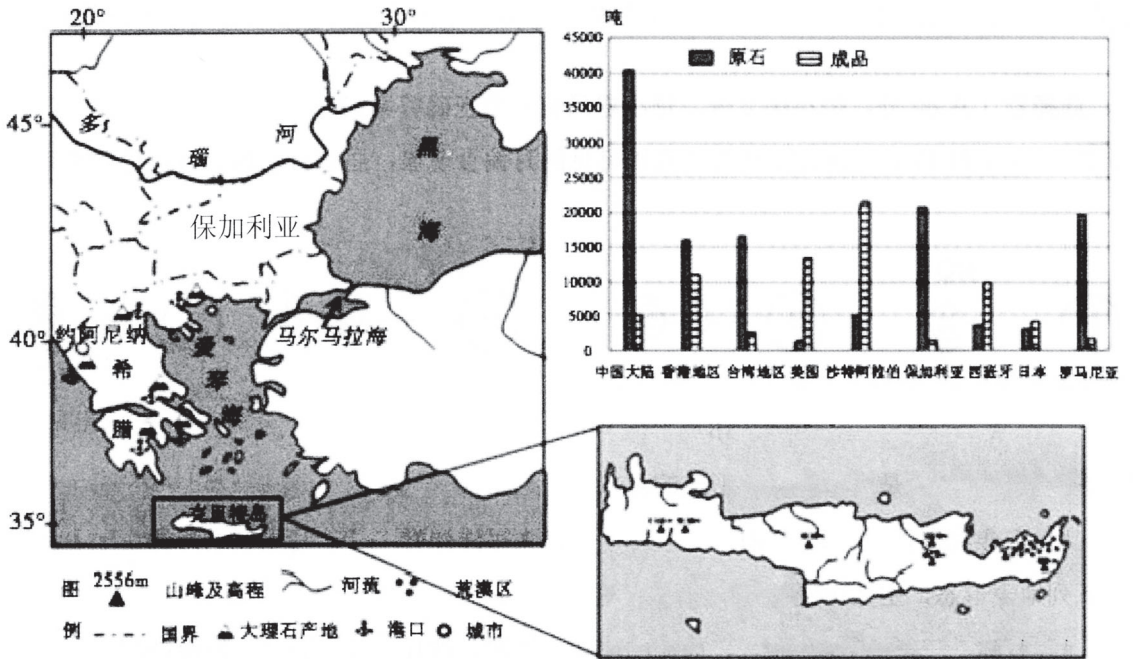 20°
30°
45°
多
瑙
河
黑
海
保加利亚
40°
约阿尼纳
马尔马拉海
爱
琴
海
希
腊
35°
克里特岛
图
例
2556m
山峰及高程
河流
荒漠区
国界
大理石产地
港口
城市
吨
原石
成品
45000
40000
35000
30000
25000
20000
15000
10000
5000
0
中国大陆
香港地区
台湾地区
美国
沙特阿拉伯
保加利亚
西班牙
日本
罗马尼亚